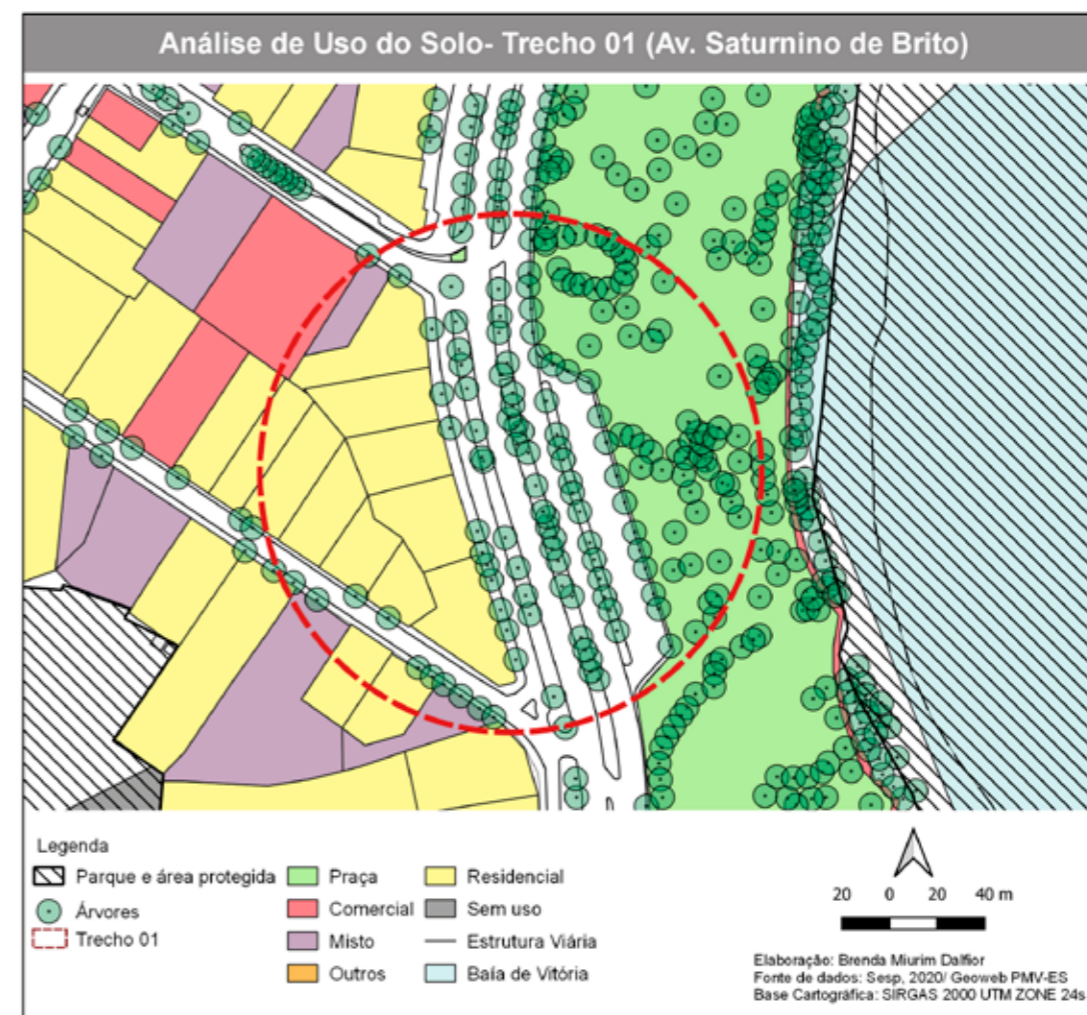 Análise de Uso do Solo- Trecho 01 (Av. Saturnino de Brito)
Legenda
Parque e área protegida
Árvores
Trecho 01
Praça
Comercial
Misto
Outros
Residencial
Sem uso
Estrutura Viária
Baía de Vitória
20 0 20 40 m
Elaboração: Brenda Miurim Dalfior
Fonte de dados: Sesp, 2020/ Geoweb PMV-ES
Base Cartográfica: SIRGAS 2000 UTM ZONE 24s